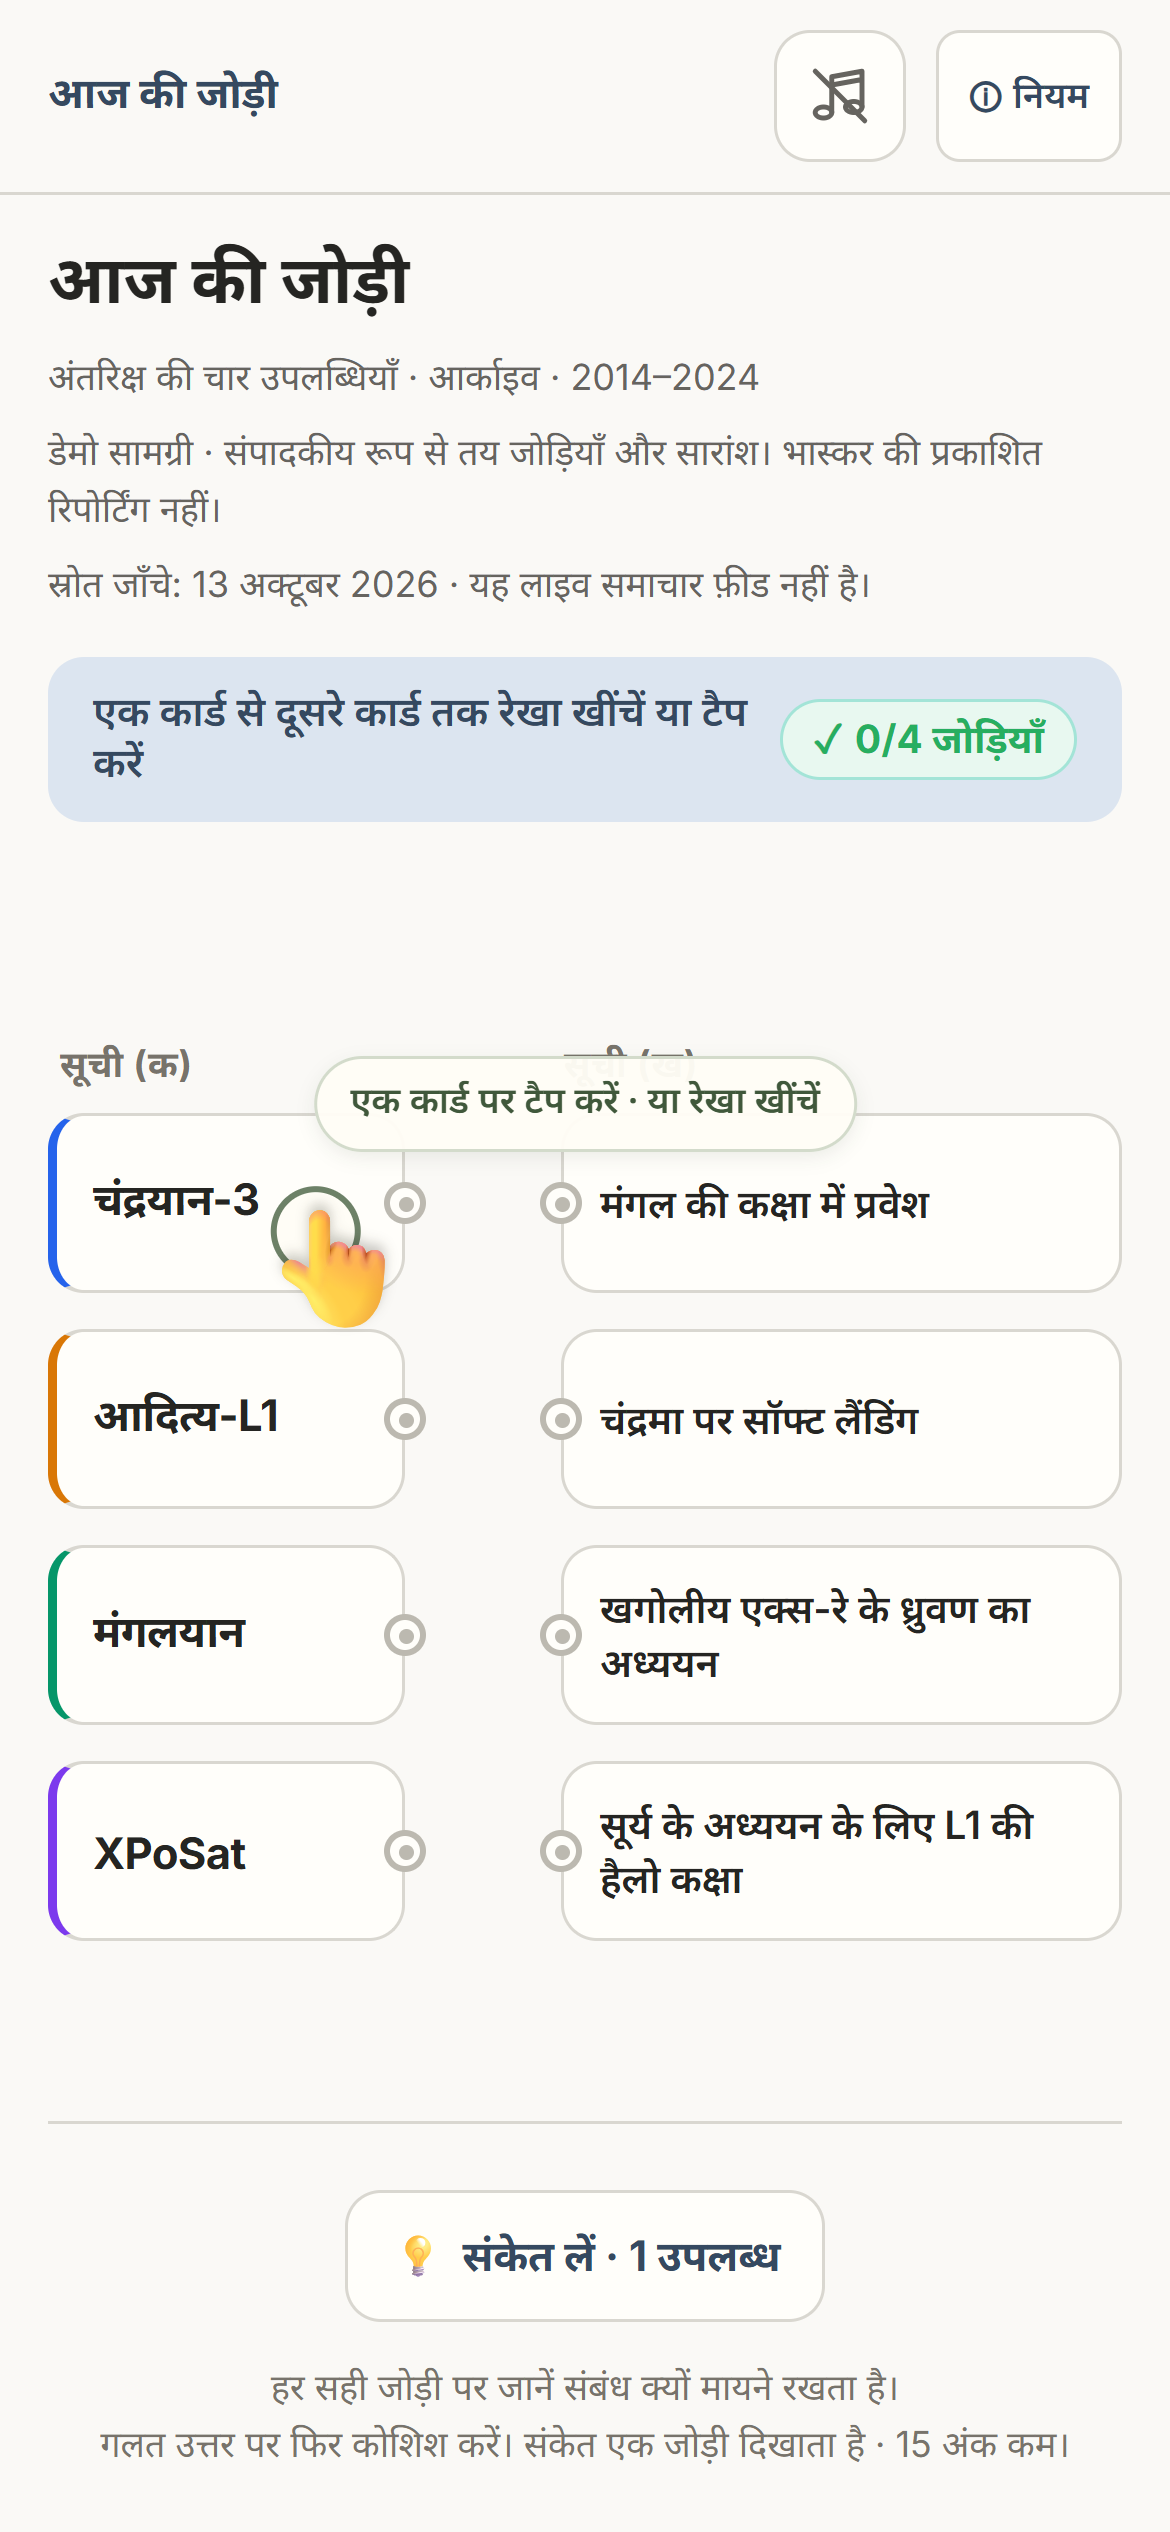 आज की जोड़ी
नियम
आज की जोड़ी
अंतरिक्ष की चार उपलब्धियाँ · आर्काइव · 2014–2024
डेमो सामग्री · संपादकीय रूप से तय जोड़ियाँ और सारांश। भास्कर की प्रकाशित
रिपोर्टिंग नहीं।
स्रोत जाँचे: 13 अक्टूबर 2026 · यह लाइव समाचार फ़ीड नहीं है।
एक कार्ड से दूसरे कार्ड तक रेखा खींचें या टैप
करें
✓ 0/4 जोड़ियाँ
सूची (क)
सूची (ख)
एक कार्ड पर टैप करें · या रेखा खींचें
चंद्रयान-3
मंगल की कक्षा में प्रवेश
आदित्य-L1
चंद्रमा पर सॉफ्ट लैंडिंग
मंगलयान
खगोलीय एक्स-रे के ध्रुवण का
अध्ययन
XPoSat
सूर्य के अध्ययन के लिए L1 की
हैलो कक्षा
संकेत लें · 1 उपलब्ध
हर सही जोड़ी पर जानें संबंध क्यों मायने रखता है।
गलत उत्तर पर फिर कोशिश करें। संकेत एक जोड़ी दिखाता है · 15 अंक कम।